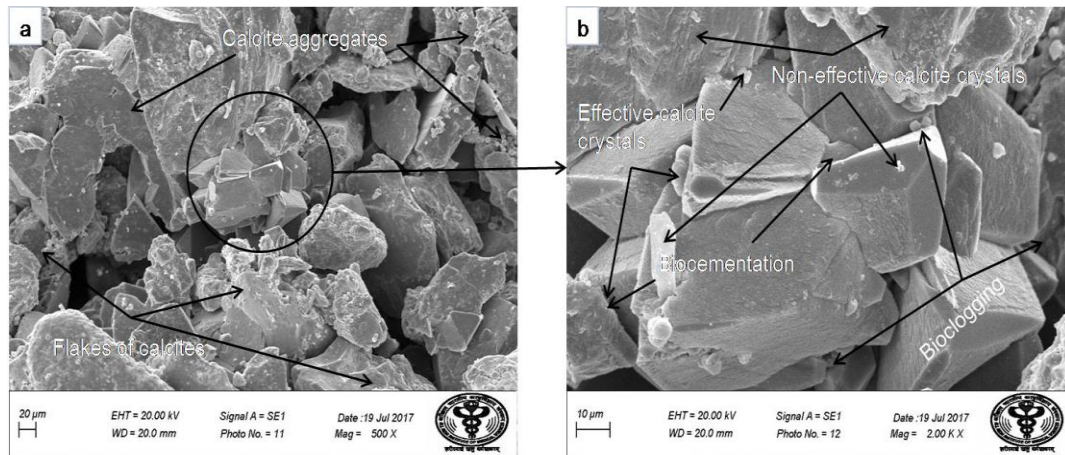 a
Calcite aggregates
Flakes of calcites
20 µm
EHT = 20.00 kV
Signal A = SE1
Date :19 Jul 2017
WD = 20.0 mm
Photo No. = 11
Mag = 500 X
b
Non-effective calcite crystals
Effective calcite
crystals
Biocementation
Bioclogging
10 µm
EHT = 20.00 kV
Signal A = SE1
Date :19 Jul 2017
WD = 20.0 mm
Photo No. = 12
Mag = 2.00 K X